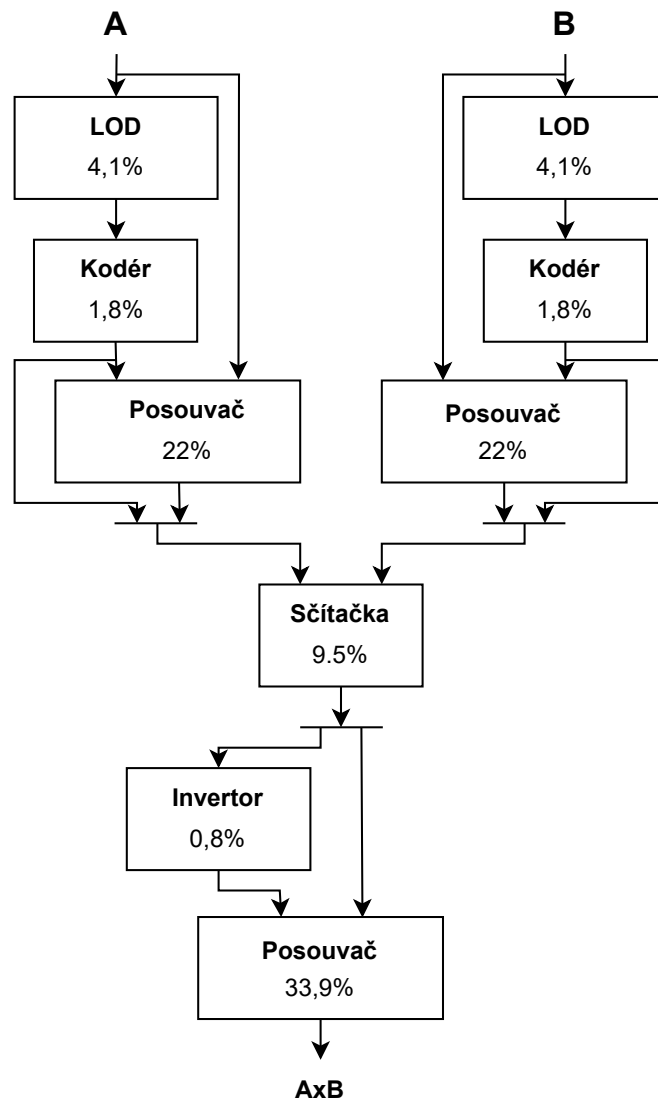 A
B
LOD
4,1%
LOD
4,1%
Kodér
1,8%
Kodér
1,8%
Posouvač
22%
Posouvač
22%
Sčítačka
9.5%
Invertor
0,8%
Posouvač
33,9%
AxB